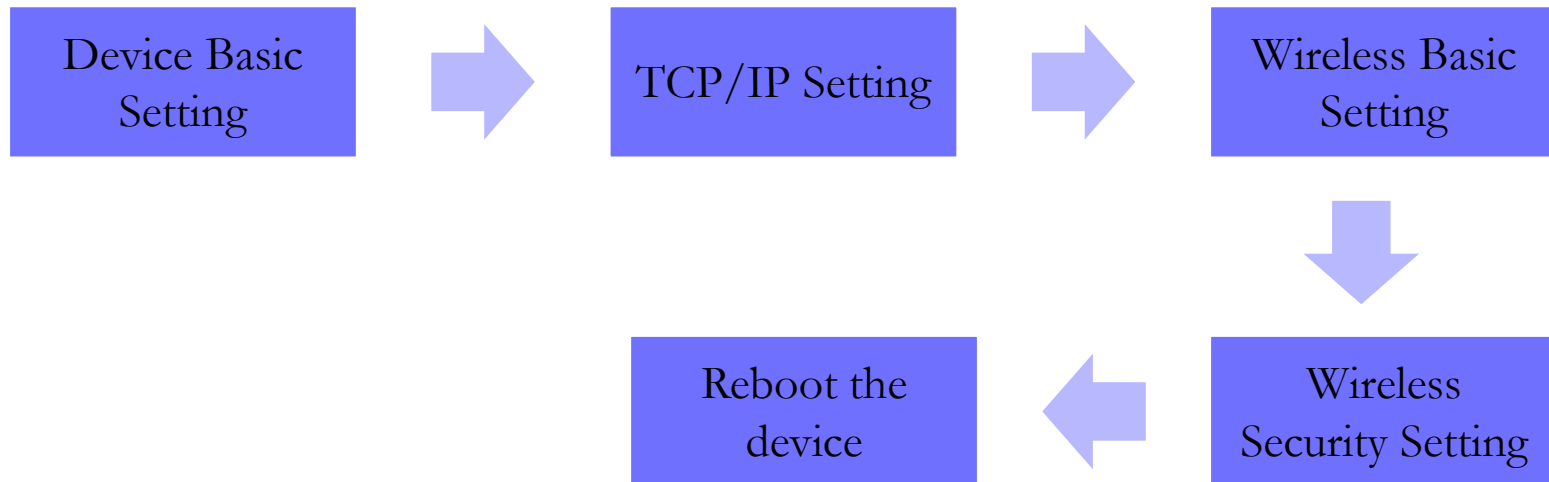 Device Basic
Setting
TCP/IP Setting
Wireless Basic
Setting
Wireless
Security Setting
Reboot the
device